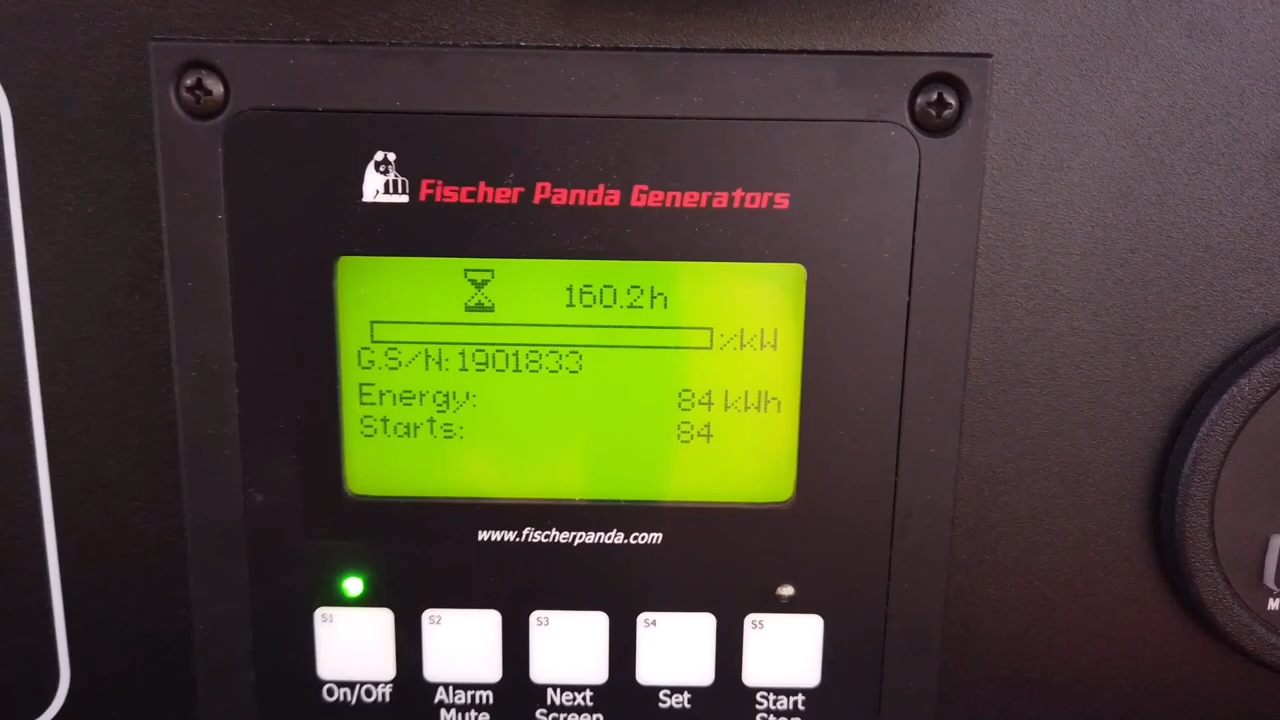 Fischer Panda Generators
160.2h
%kW
G.S/N: 1901833
Energy: 84 kWh
Starts: 84
www.fischerpanda.com
S1 S2 S3 S4 S5
On/Off Alarm Next Set Start
Mute Screen Stop